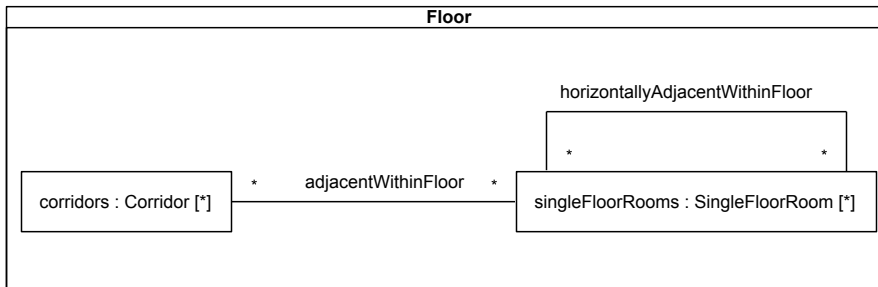 Floor
horizontallyAdjacentWithinFloor
* *
* adjacentWithinFloor *
corridors : Corridor [*]
singleFloorRooms : SingleFloorRoom [*]